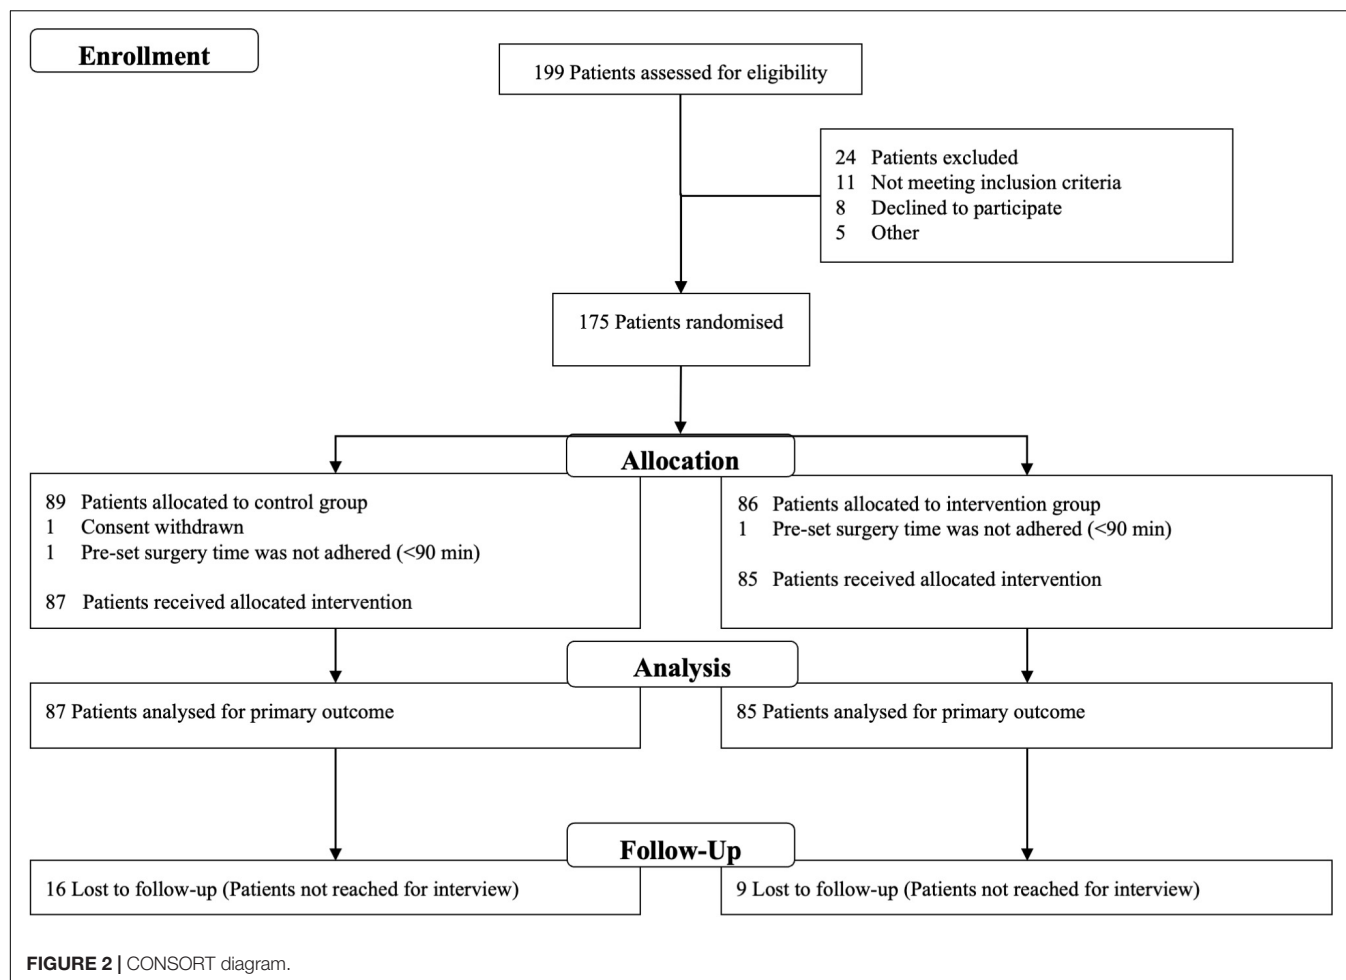 Enrollment
199 Patients assessed for eligibility
24 Patients excluded
11 Not meeting inclusion criteria
8 Declined to participate
5 Other
175 Patients randomised
Allocation
89 Patients allocated to control group
1 Consent withdrawn
1 Pre-set surgery time was not adhered (<90 min)
87 Patients received allocated intervention
86 Patients allocated to intervention group
1 Pre-set surgery time was not adhered (<90 min)
85 Patients received allocated intervention
Analysis
87 Patients analysed for primary outcome
85 Patients analysed for primary outcome
Follow-Up
16 Lost to follow-up (Patients not reached for interview)
9 Lost to follow-up (Patients not reached for interview)
FIGURE 2 | CONSORT diagram.